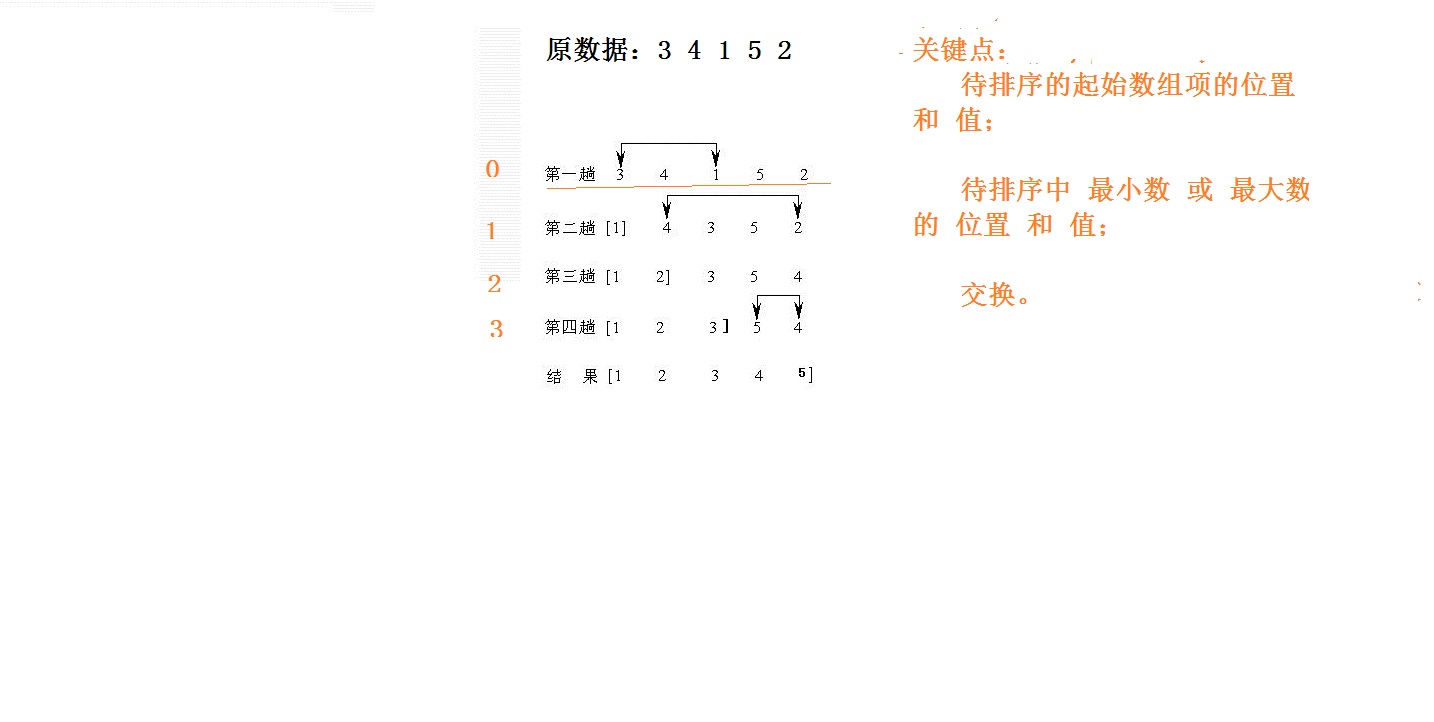 原数据：3 4 1 5 2
0 第一趟 3 4 1 5 2
1 第二趟 [1] 4 3 5 2
2 第三趟 [1 2] 3 5 4
3 第四趟 [1 2 3] 5 4
结 果 [1 2 3 4 5]
关键点：
待排序的起始数组项的位置
和 值；
待排序中 最小数 或 最大数
的 位置 和 值；
交换。